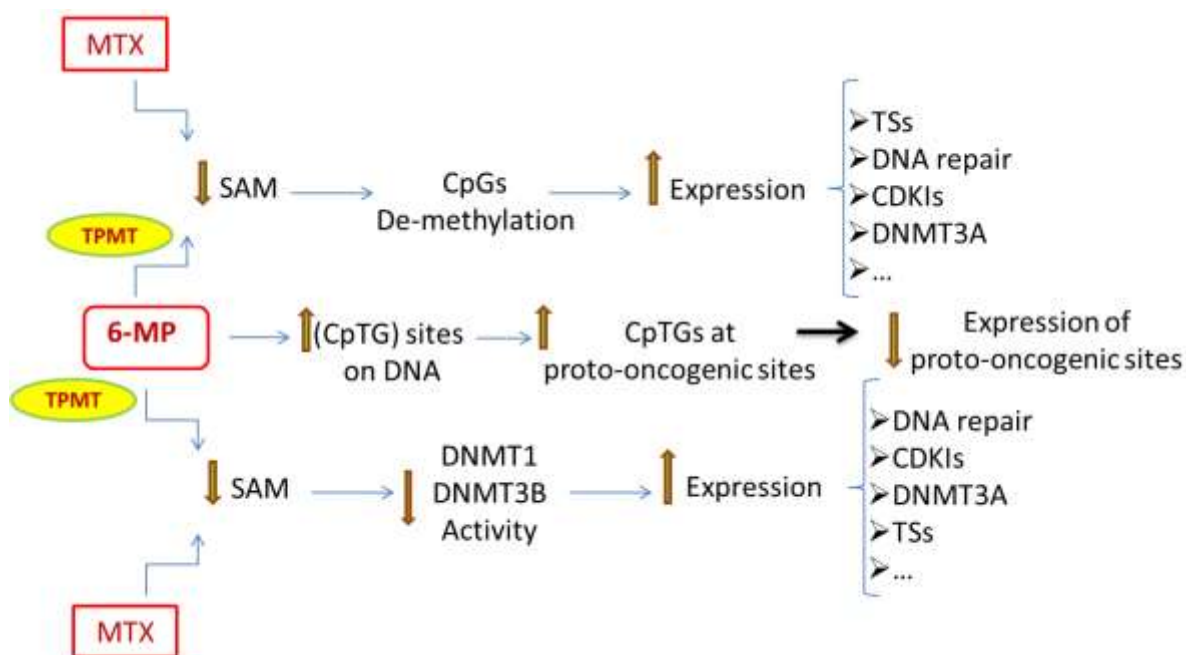 MTX
SAM
CpGs
De-methylation
Expression
➢TSs
➢DNA repair
➢CDKIs
➢DNMT3A
➢...
TPMT
6-MP
(CpTG) sites
on DNA
CpTGs at
proto-oncogenic sites
Expression of
proto-oncogenic sites
TPMT
SAM
DNMT1
DNMT3B
Activity
Expression
➢DNA repair
➢CDKIs
➢DNMT3A
➢TSs
➢...
MTX